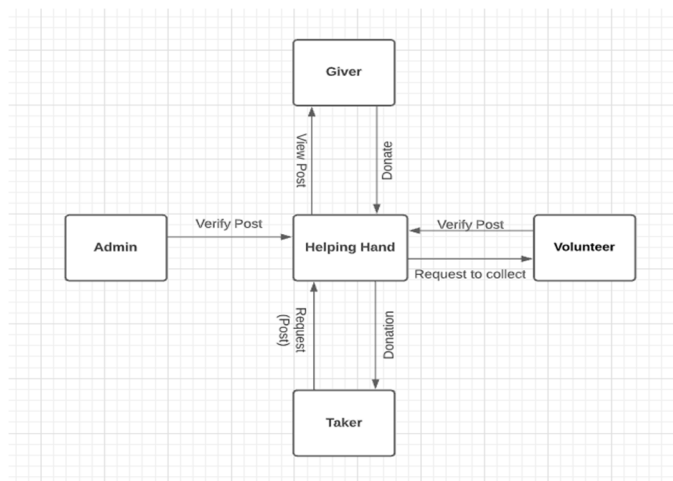 Giver
View Post
Donate
Verify Post
Verify Post
Admin
Helping Hand
Volunteer
Request to collect
Request
(Post)
Donation
Taker